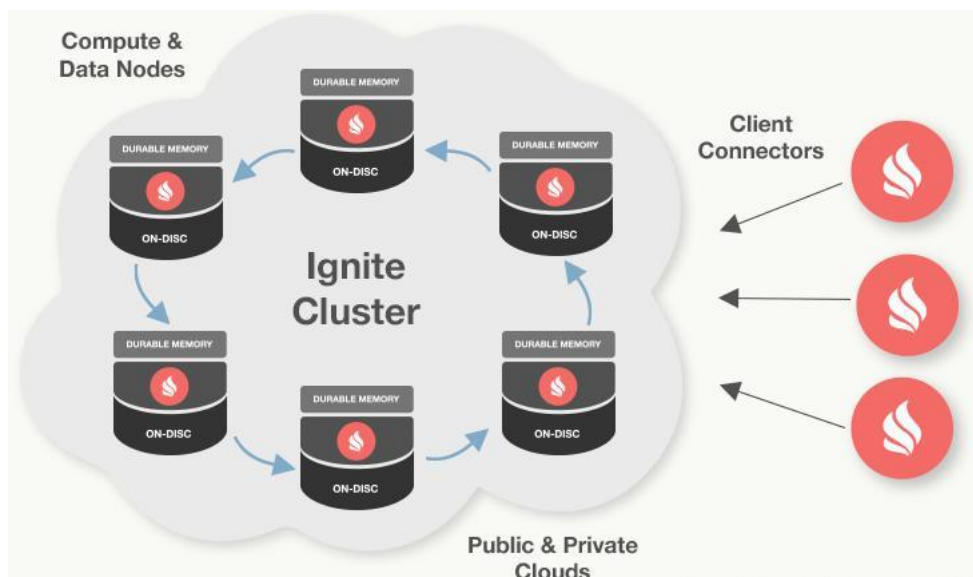 Compute &
Data Nodes
DURABLE MEMORY
ON-DISC
DURABLE MEMORY
ON-DISC
DURABLE MEMORY
ON-DISC
Client
Connectors
Ignite
Cluster
DURABLE MEMORY
ON-DISC
DURABLE MEMORY
ON-DISC
DURABLE MEMORY
ON-DISC
Public & Private
Clouds